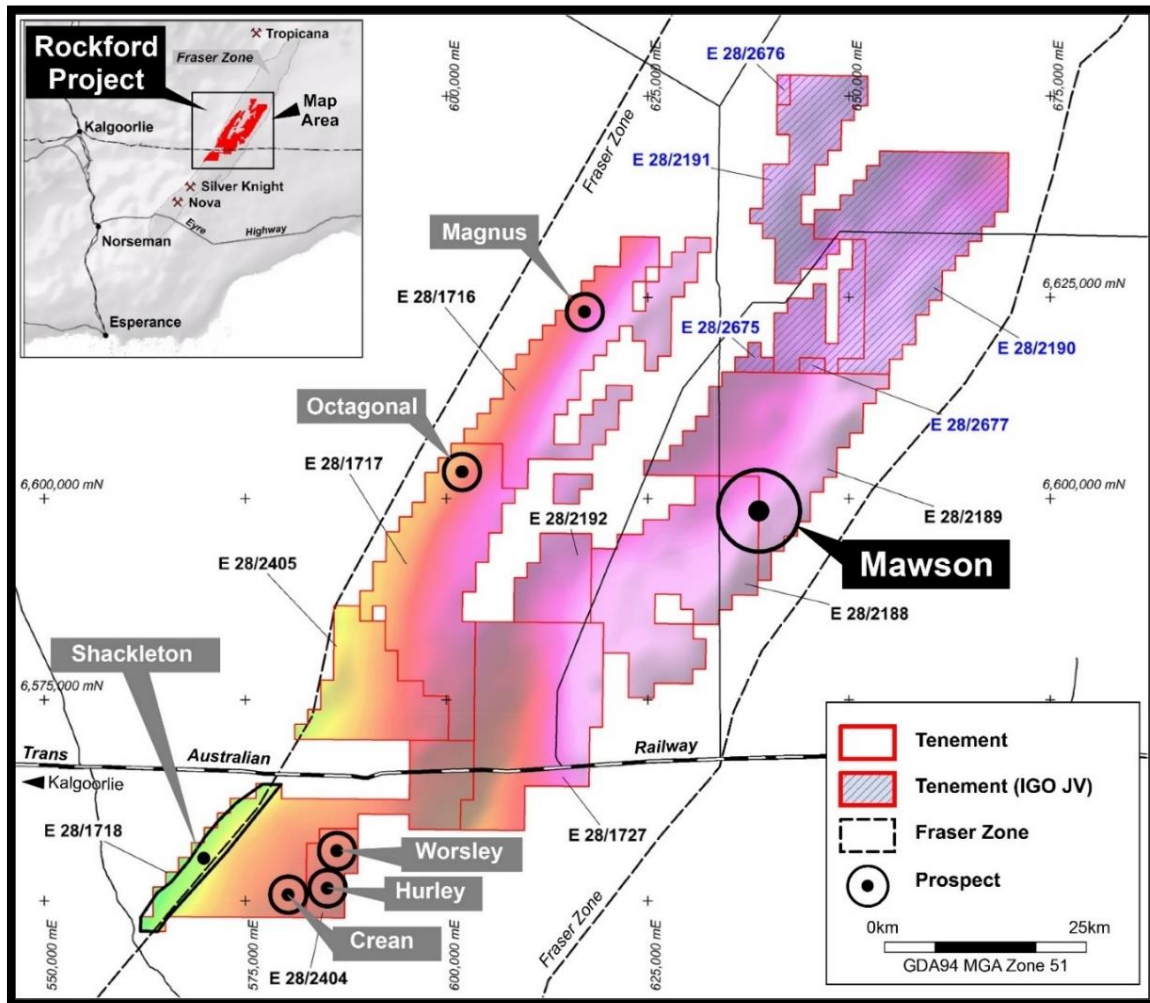 Rockford
Project
Tropicana
Fraser Zone
Map
Area
Kalgoorlie
Silver Knight
Nova
Norseman
Eyre
Highway
Esperance
600,000 mE
625,000 mE
650,000 mE
675,000 mE
E 28/2676
Fraser Zone
E 28/2191
Magnus
E 28/1716
6,625,000 mN
E 28/2675
E 28/2190
Octagonal
E 28/2677
E 28/1717
6,600,000 mN
6,600,000 mN
E 28/2192
E 28/2189
E 28/2405
Mawson
E 28/2188
Shackleton
6,575,000 mN
Trans
Australian
Railway
Kalgoorlie
E 28/1718
E 28/1727
Worsley
Hurley
Crean
E 28/2404
550,000 mE
575,000 mE
600,000 mE
625,000 mE
Fraser Zone
Tenement
Tenement (IGO JV)
Fraser Zone
Prospect
0km
25km
GDA94 MGA Zone 51